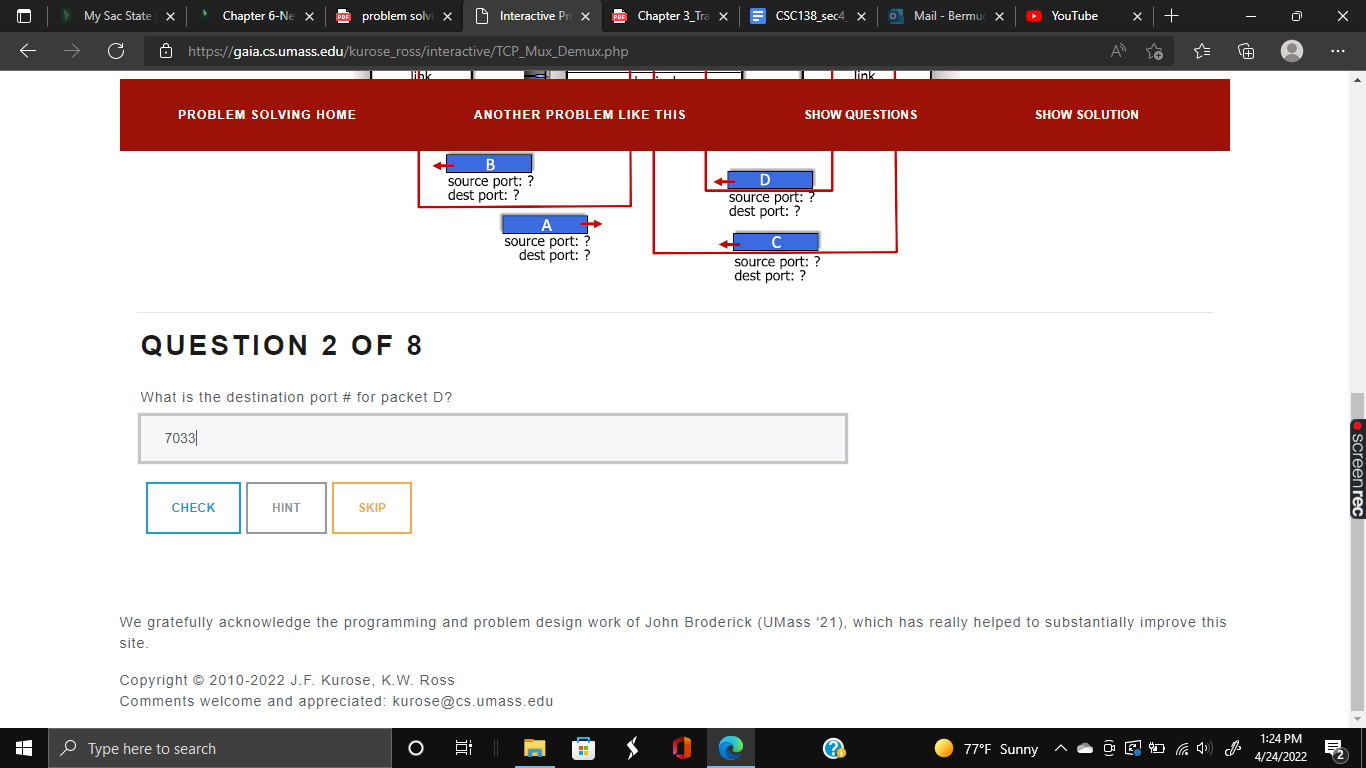 My Sac State
Chapter 6-Ne
problem solvi
Interactive Pr
Chapter 3_Tra
CSC138_sec4_
Mail - Bermuc
YouTube
https://gaia.cs.umass.edu/kurose_ross/interactive/TCP_Mux_Demux.php
link
link
PROBLEM SOLVING HOME
ANOTHER PROBLEM LIKE THIS
SHOW QUESTIONS
SHOW SOLUTION
B
source port: ?
dest port: ?
D
source port: ?
dest port: ?
A
source port: ?
dest port: ?
C
source port: ?
dest port: ?
QUESTION 2 OF 8
What is the destination port # for packet D?
7033
CHECK
HINT
SKIP
screenrec
We gratefully acknowledge the programming and problem design work of John Broderick (UMass '21), which has really helped to substantially improve this
site.
Copyright © 2010-2022 J.F. Kurose, K.W. Ross
Comments welcome and appreciated: kurose@cs.umass.edu
Type here to search
77°F Sunny
1:24 PM
4/24/2022
2